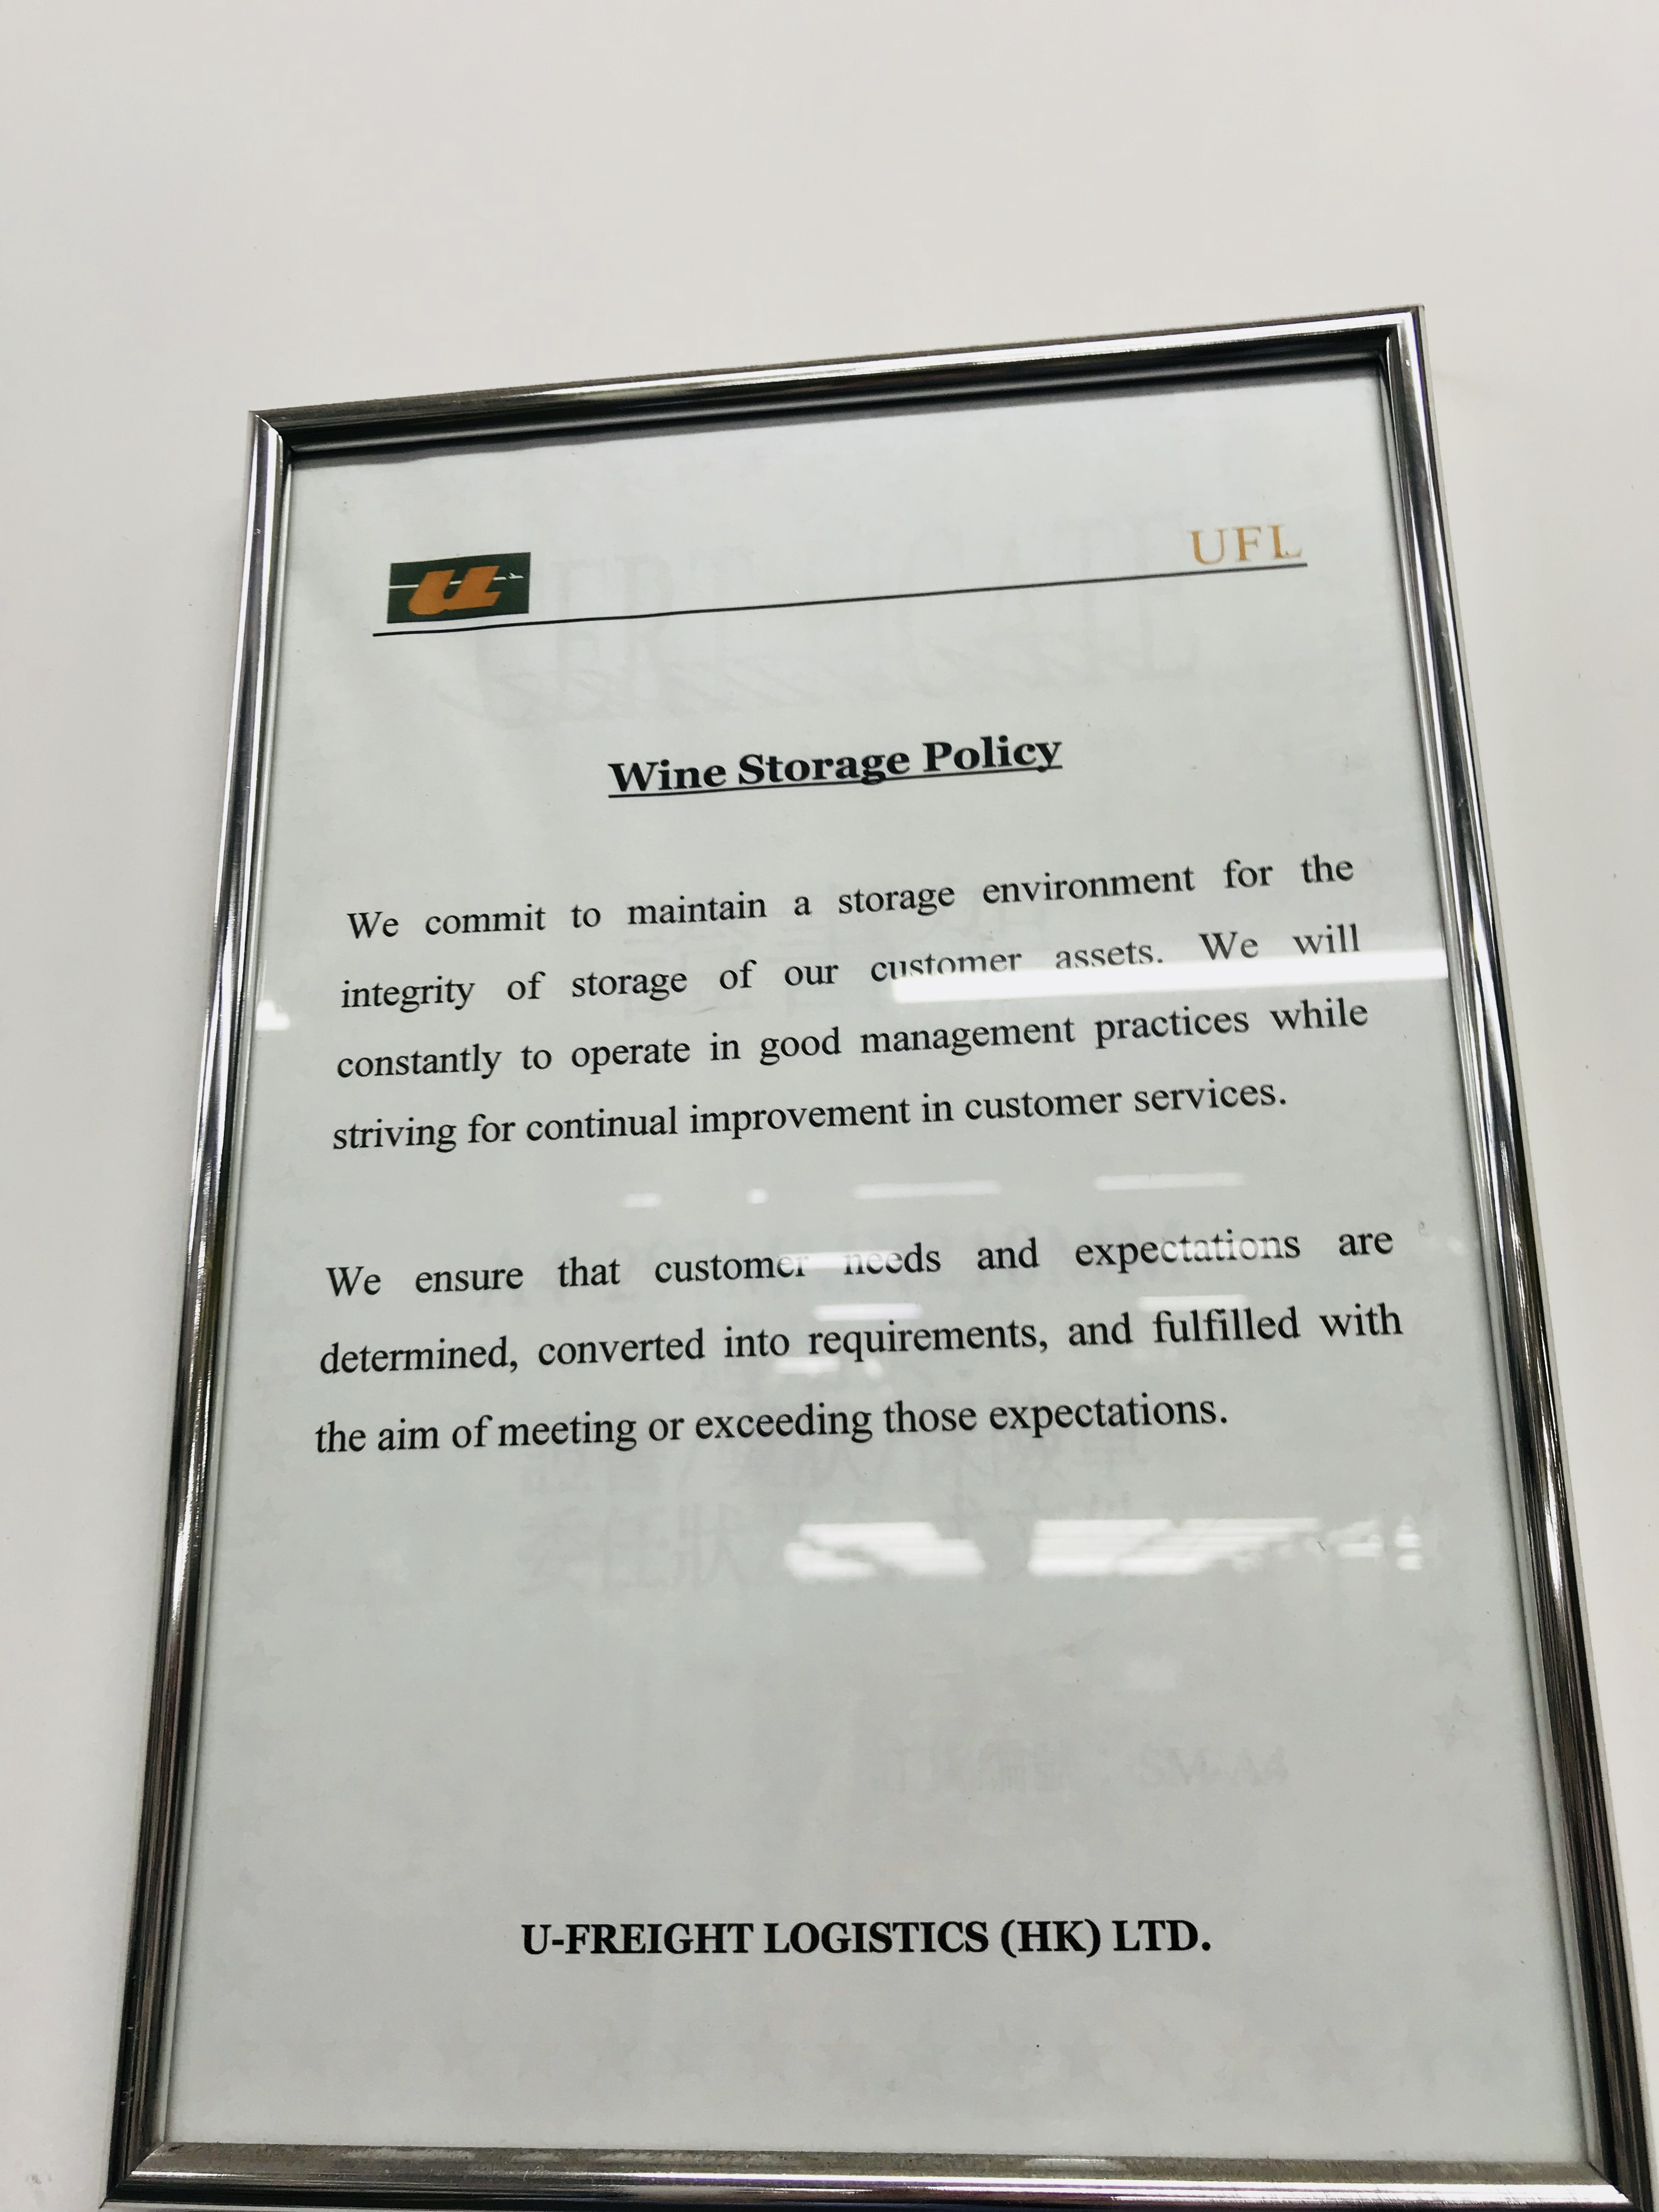 u
UFL
Wine Storage Policy
We commit to maintain a storage environment for the
integrity of storage of our customer assets. We will
constantly to operate in good management practices while
striving for continual improvement in customer services.
We ensure that customer needs and expectations are
determined, converted into requirements, and fulfilled with
the aim of meeting or exceeding those expectations.
U-FREIGHT LOGISTICS (HK) LTD.